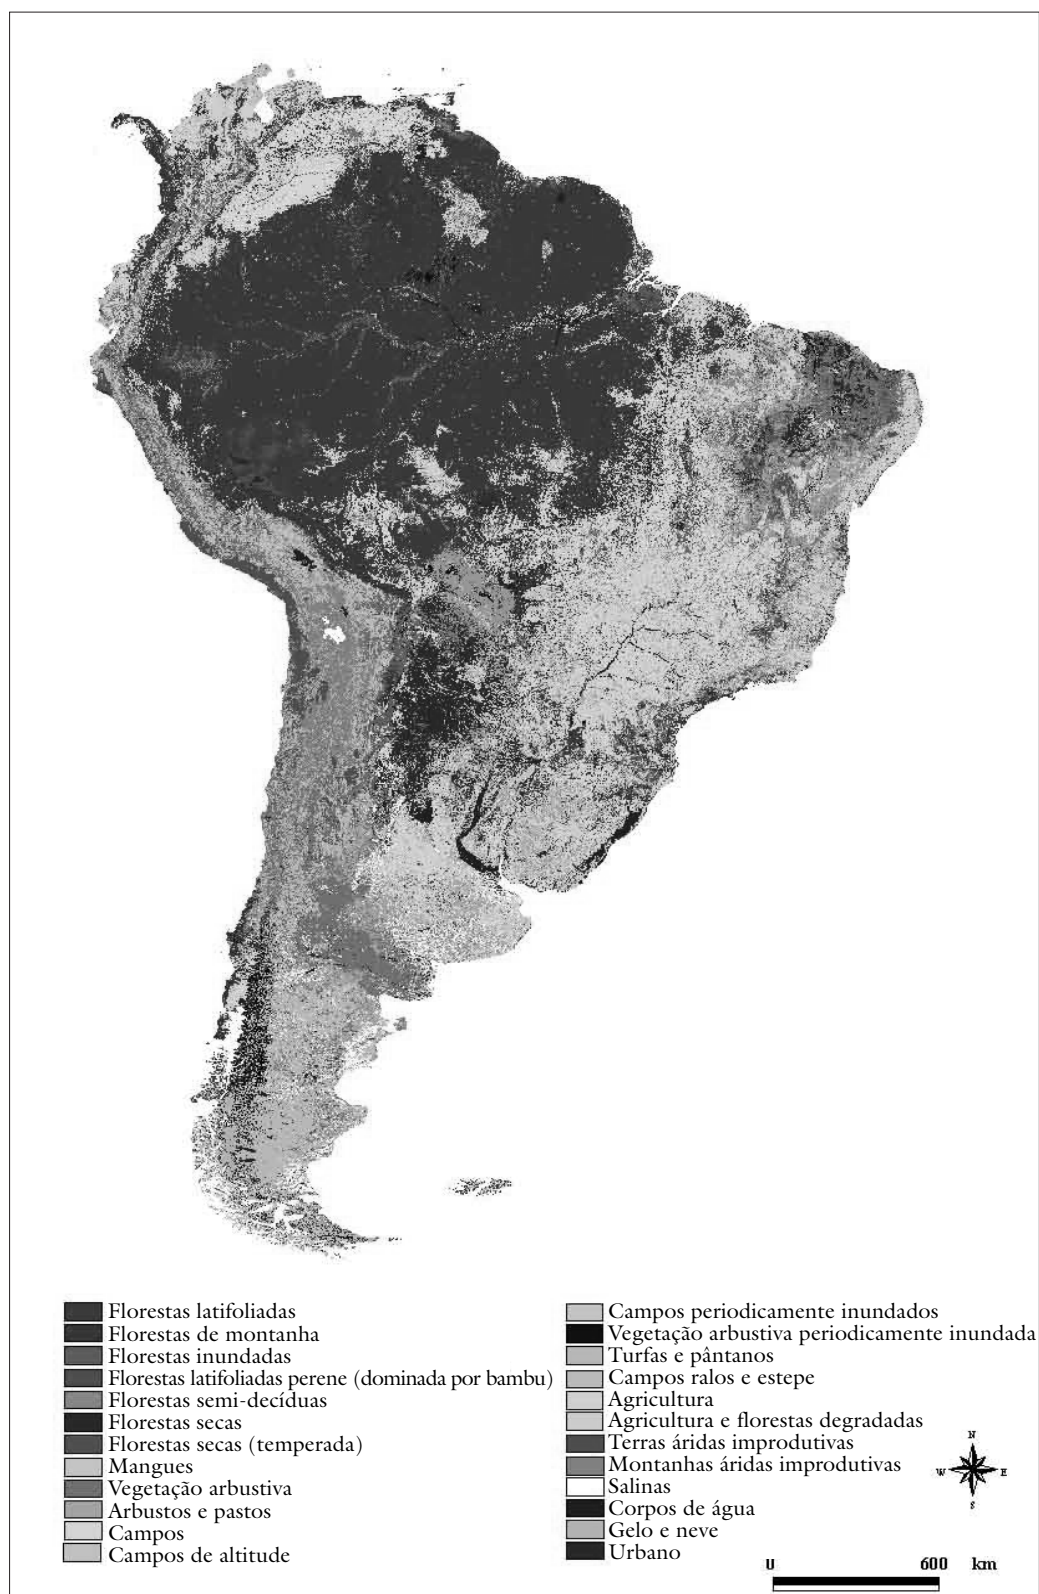 Florestas latifoliadas
Florestas de montanha
Florestas inundadas
Florestas latifoliadas perene (dominada por bambu)
Florestas semi-decíduas
Florestas secas
Florestas secas (temperada)
Mangues
Vegetação arbustiva
Arbustos e pastos
Campos
Campos de altitude
Campos periodicamente inundados
Vegetação arbustiva periodicamente inundada
Turfas e pântanos
Campos ralos e estepe
Agricultura
Agricultura e florestas degradadas
Terras áridas improdutivas
Montanhas áridas improdutivas
Salinas
Corpos de água
Gelo e neve
Urbano
N
W E
S
0 600 km